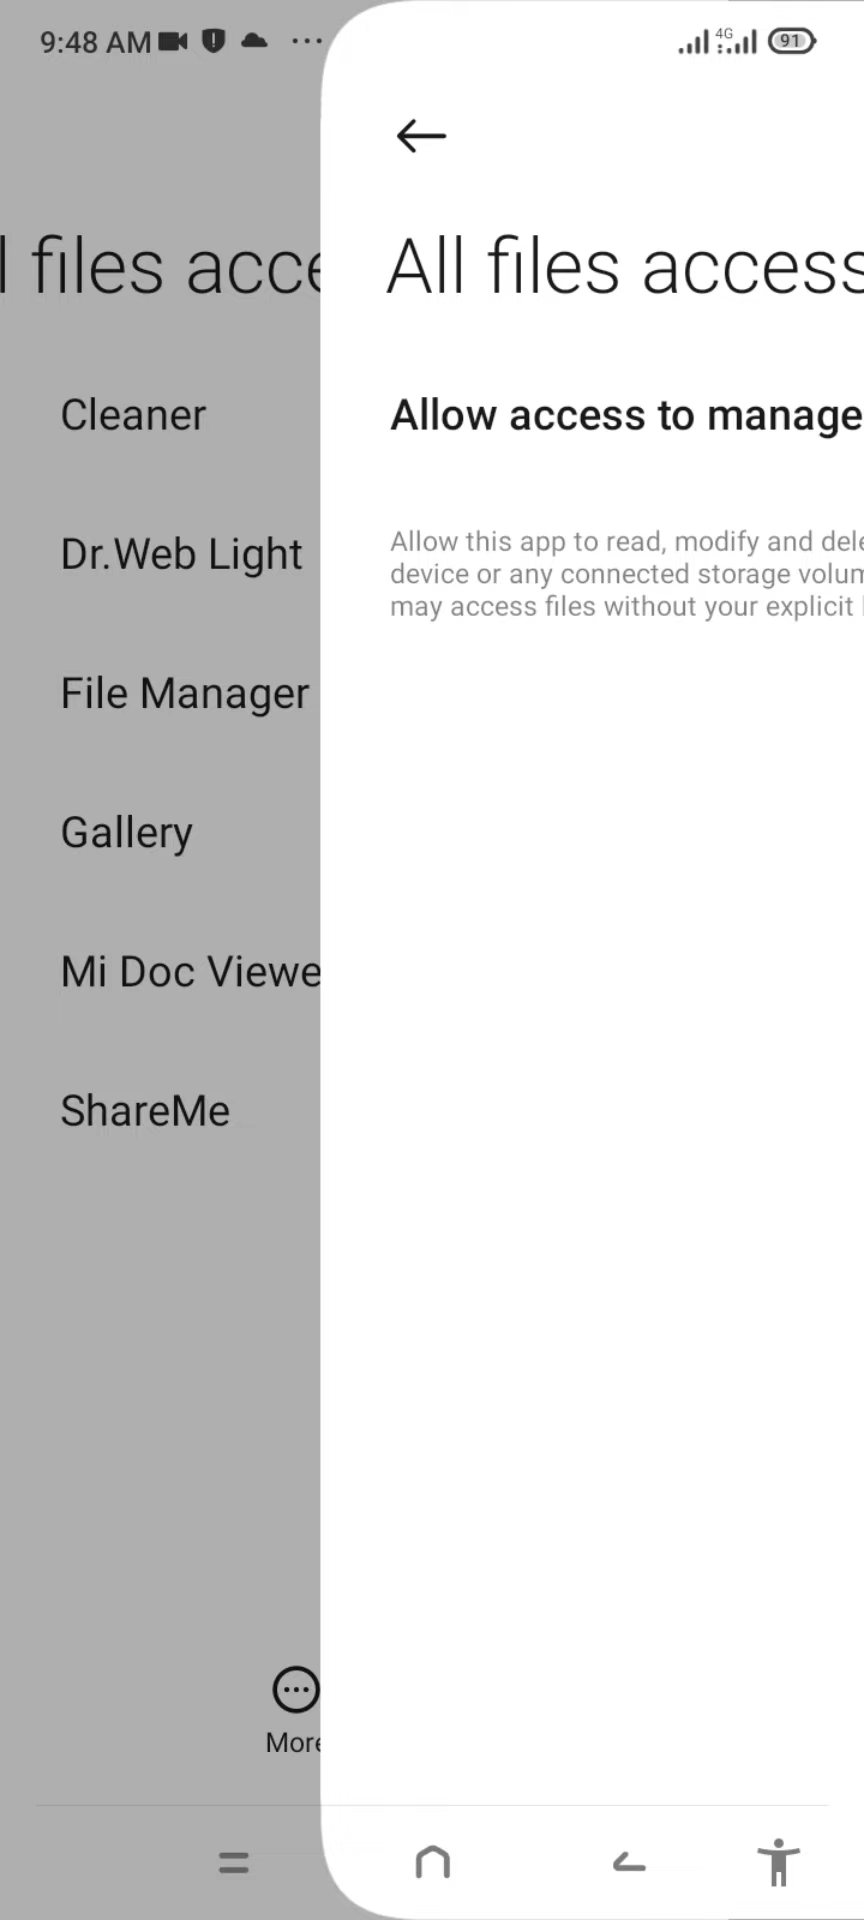 9:48 AM
4G
91
l files acce
Cleaner
Dr.Web Light
File Manager
Gallery
Mi Doc Viewe
ShareMe
More
All files access
Allow access to manage
Allow this app to read, modify and dele
device or any connected storage volum
may access files without your explicit